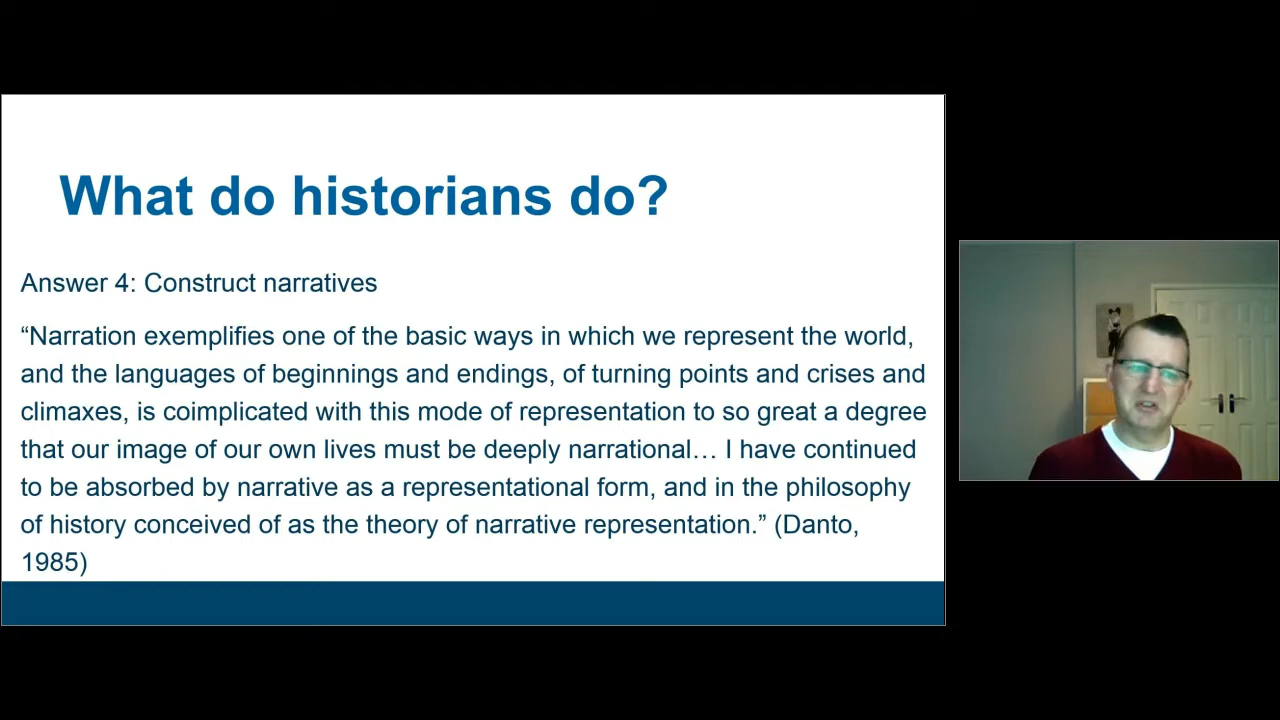 What do historians do?
Answer 4: Construct narratives
“Narration exemplifies one of the basic ways in which we represent the world,
and the languages of beginnings and endings, of turning points and crises and
climaxes, is coimplicated with this mode of representation to so great a degree
that our image of our own lives must be deeply narrational… I have continued
to be absorbed by narrative as a representational form, and in the philosophy
of history conceived of as the theory of narrative representation.” (Danto,
1985)